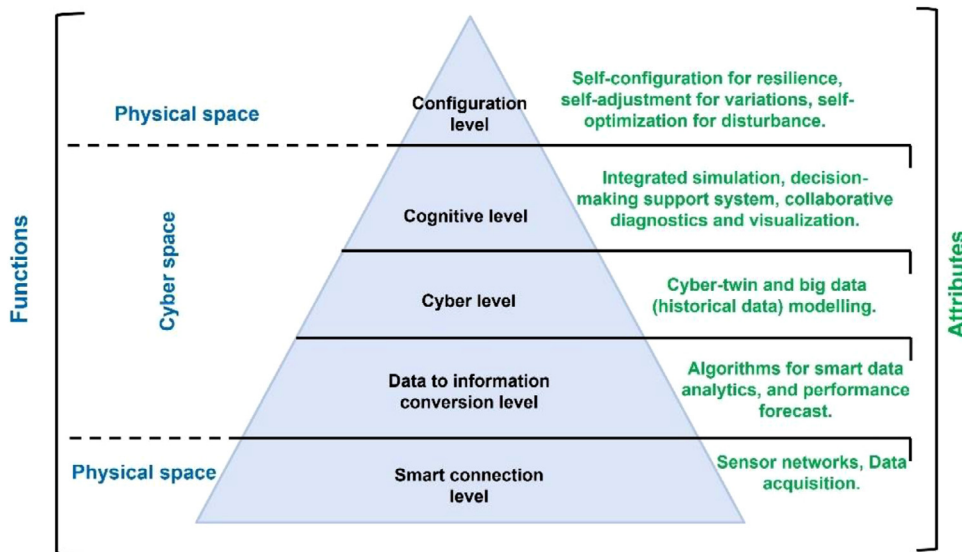 Functions
Physical space
Cyber space
Physical space
Configuration
level
Cognitive level
Cyber level
Data to information
conversion level
Smart connection
level
Self-configuration for resilience,
self-adjustment for variations, self-
optimization for disturbance.
Integrated simulation, decision-
making support system, collaborative
diagnostics and visualization.
Cyber-twin and big data
(historical data) modelling.
Algorithms for smart data
analytics, and performance
forecast.
Sensor networks, Data
acquisition.
Attributes